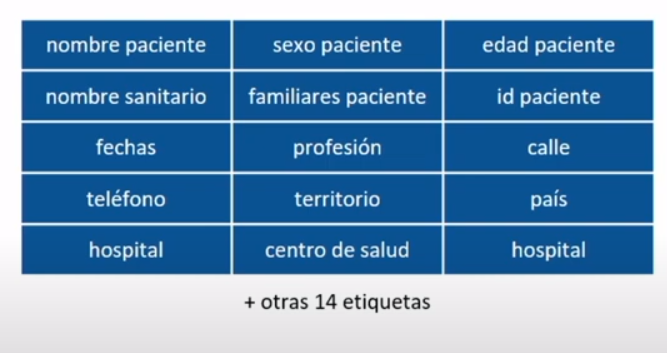 nombre paciente sexo paciente edad paciente
nombre sanitario familiares paciente id paciente
fechas profesión calle
teléfono territorio país
hospital centro de salud hospital
+ otras 14 etiquetas